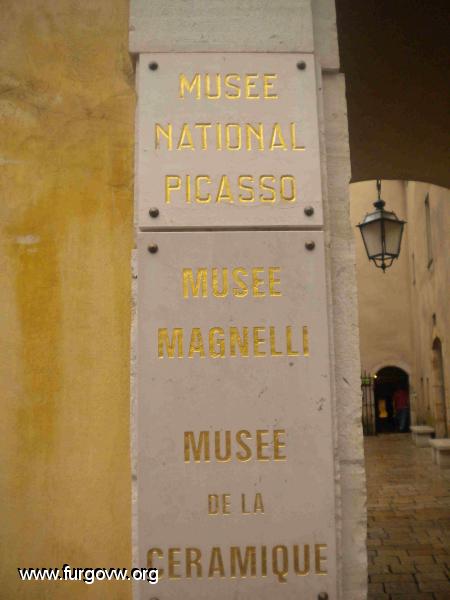 MUSEE
NATIONAL
PICASSO
MUSEE
MAGNELLI
MUSEE
DE LA
CERAMIQUE
www.furgovw.org